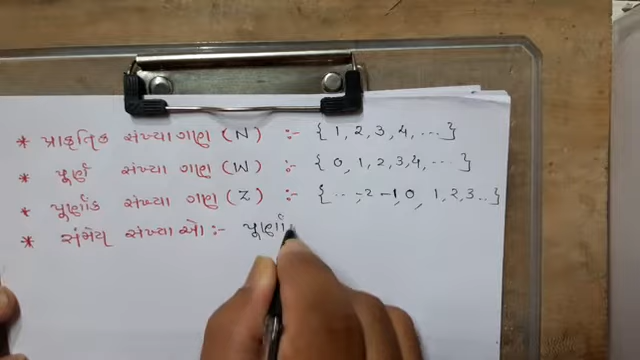 * પ્રાકૃતિક સંખ્યા ગણ (N) :- {1, 2, 3, 4, ...}
* પૂર્ણ સંખ્યા ગણ (W) :- {0, 1, 2, 3, 4, ...}
* પૂર્ણાંક સંખ્યા ગણ (Z) :- {.. -2 -1, 0, 1, 2, 3..}
* સંમેય સંખ્યા ઓ :- પૂર્ણાં